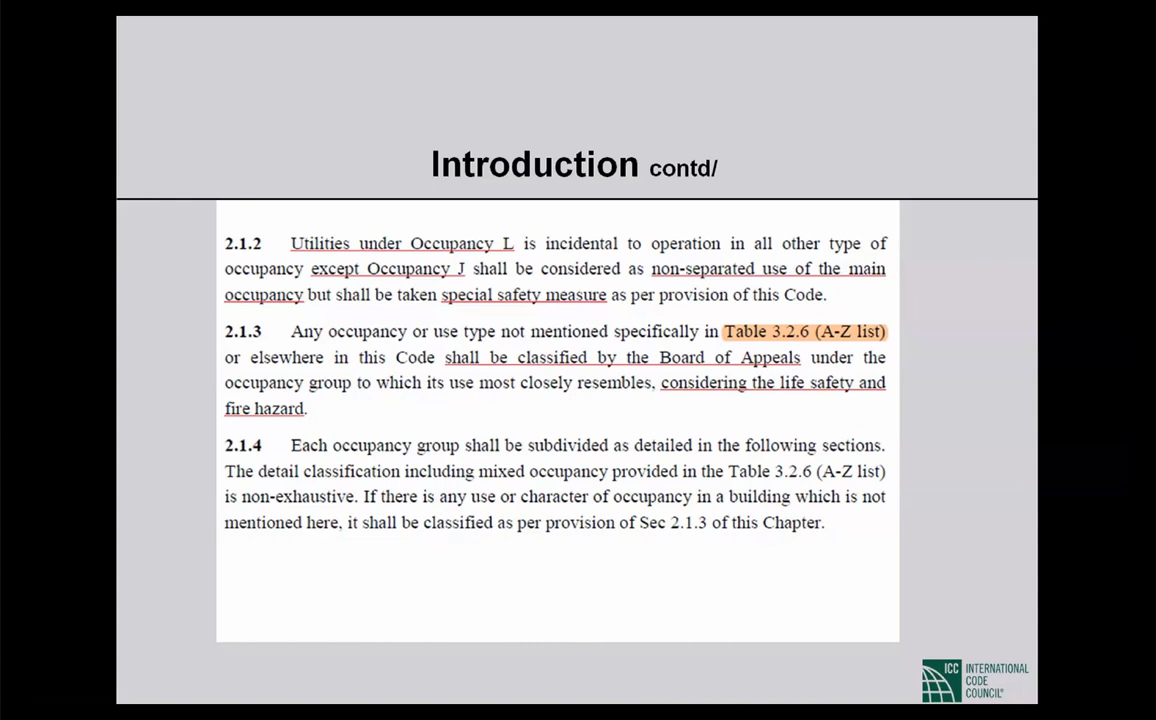 Introduction contd/
2.1.2 Utilities under Occupancy L is incidental to operation in all other type of
occupancy except Occupancy J shall be considered as non-separated use of the main
occupancy but shall be taken special safety measure as per provision of this Code.
2.1.3 Any occupancy or use type not mentioned specifically in Table 3.2.6 (A-Z list)
or elsewhere in this Code shall be classified by the Board of Appeals under the
occupancy group to which its use most closely resembles, considering the life safety and
fire hazard.
2.1.4 Each occupancy group shall be subdivided as detailed in the following sections.
The detail classification including mixed occupancy provided in the Table 3.2.6 (A-Z list)
is non-exhaustive. If there is any use or character of occupancy in a building which is not
mentioned here, it shall be classified as per provision of Sec 2.1.3 of this Chapter.
ICC INTERNATIONAL
CODE
COUNCIL®